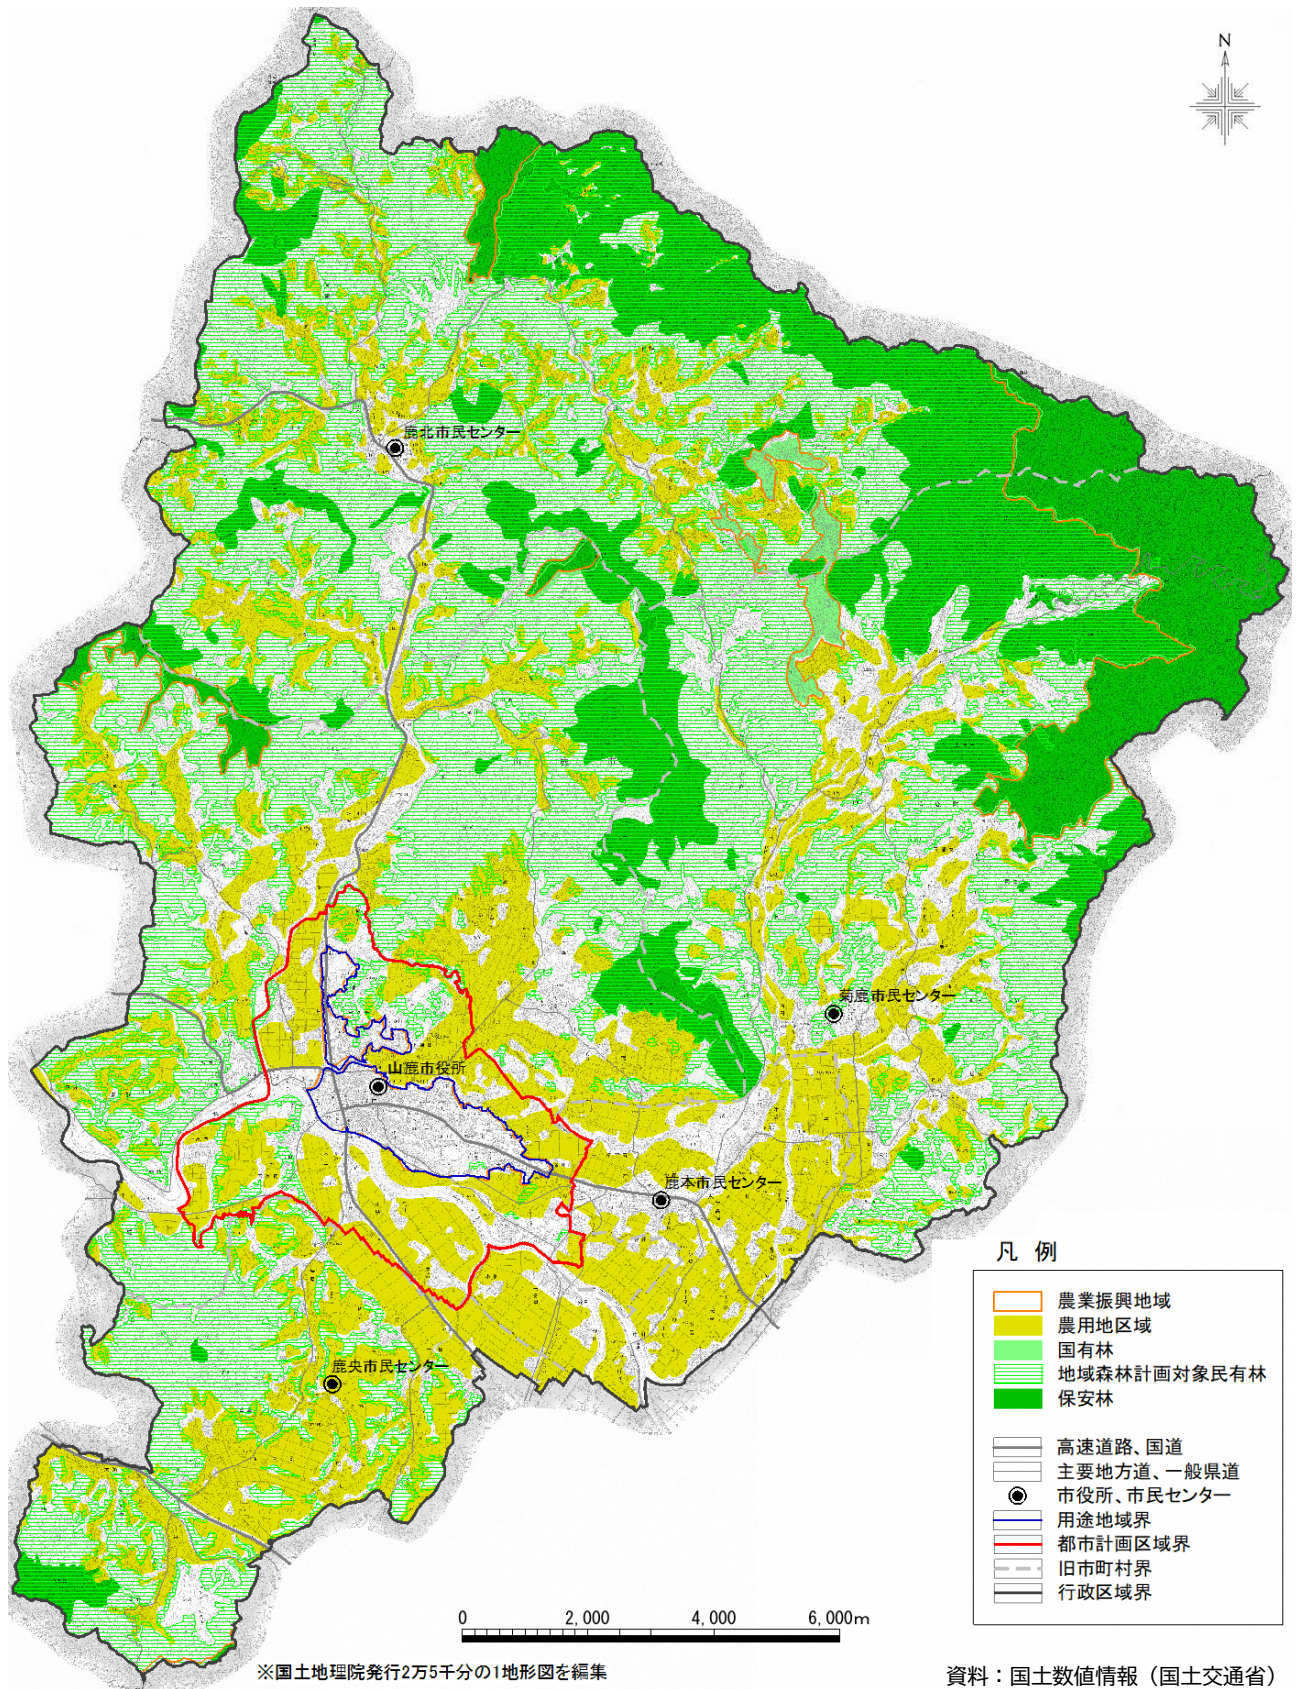 N
鹿北市民センター
菊鹿市民センター
山鹿市役所
鹿本市民センター
鹿央市民センター
凡 例
農業振興地域
農用地区域
国有林
地域森林計画対象民有林
保安林
高速道路、国道
主要地方道、一般県道
市役所、市民センター
用途地域界
都市計画区域界
旧市町村界
行政区域界
0 2,000 4,000 6,000m
※国土地理院発行2万5千分の1地形図を編集
資料：国土数値情報（国土交通省）